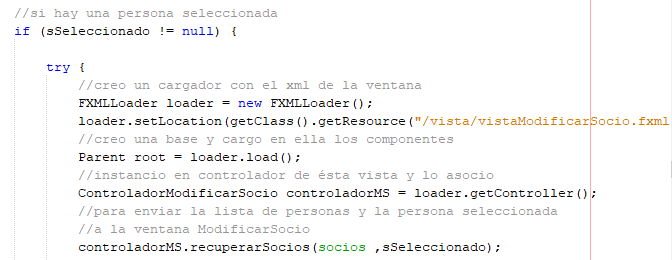 //si hay una persona seleccionada
if (sSeleccionado != null) {
try {
//creo un cargador con el xml de la ventana
FXMLLoader loader = new FXMLLoader();
loader.setLocation(getClass().getResource("/vista/vistaModificarSocio.fxml
//creo una base y cargo en ella los componentes
Parent root = loader.load();
//instancio en controlador de ésta vista y lo asocio
ControladorModificarSocio controladorMS = loader.getController();
//para enviar la lista de personas y la persona seleccionada
//a la ventana ModificarSocio
controladorMS.recuperarSocios(socios ,sSeleccionado);